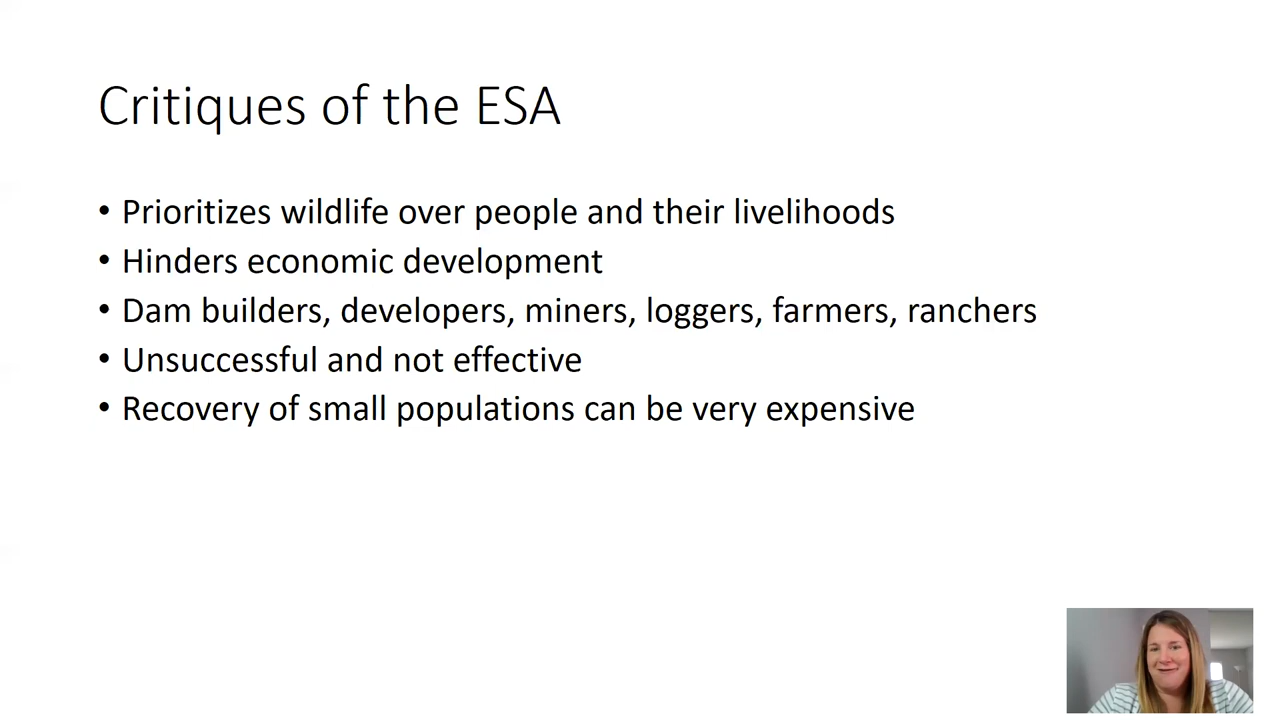 Critiques of the ESA
• Prioritizes wildlife over people and their livelihoods
• Hinders economic development
• Dam builders, developers, miners, loggers, farmers, ranchers
• Unsuccessful and not effective
• Recovery of small populations can be very expensive